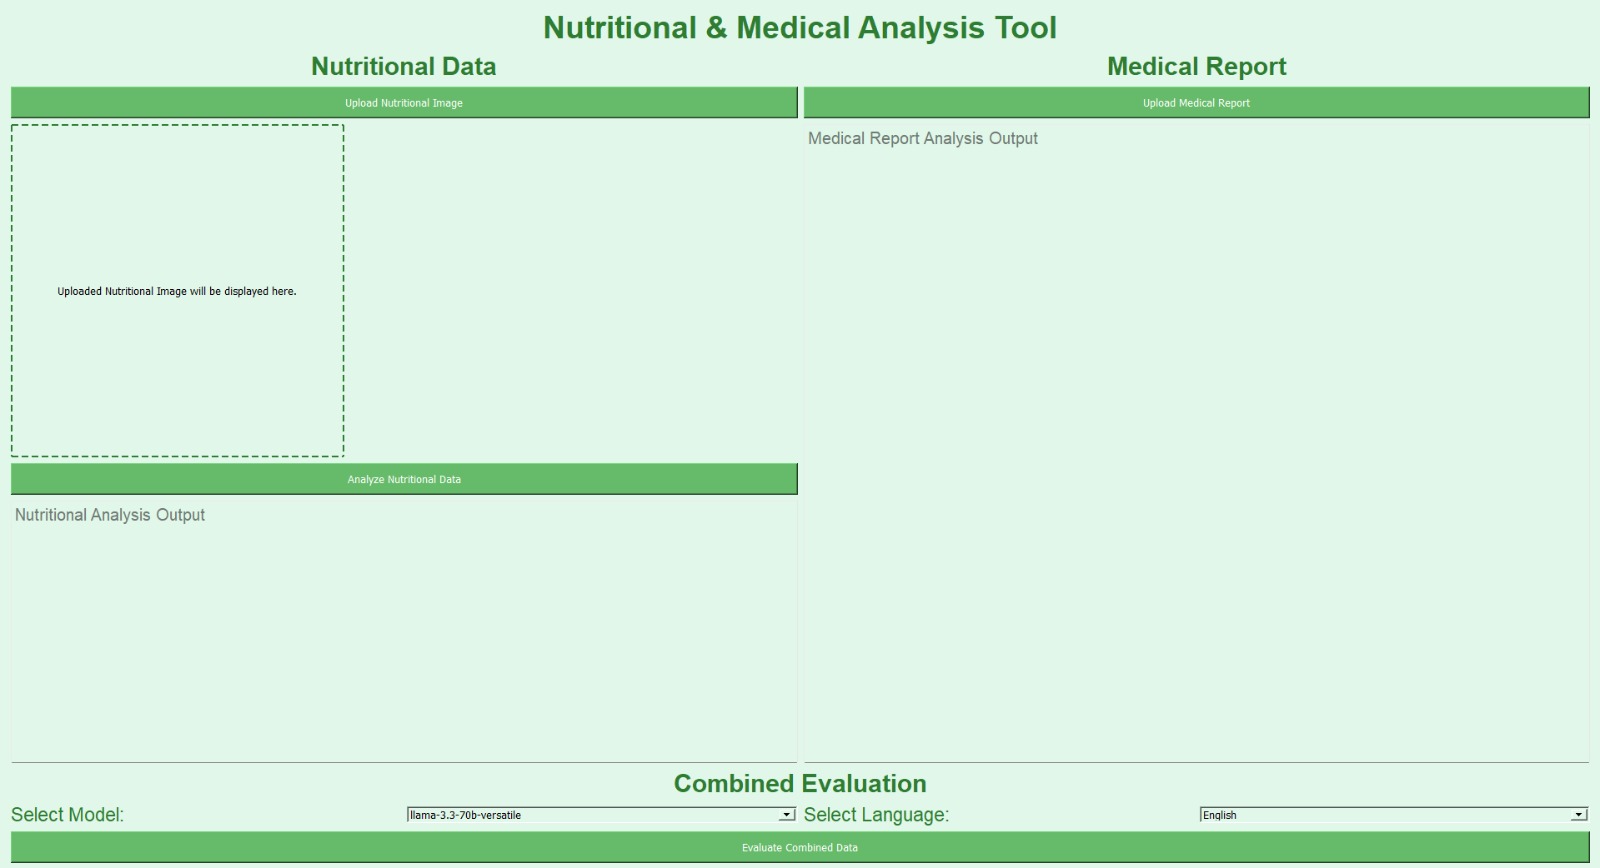 Nutritional & Medical Analysis Tool
Nutritional Data
Upload Nutritional Image
Uploaded Nutritional Image will be displayed here.
Analyze Nutritional Data
Nutritional Analysis Output
Medical Report
Upload Medical Report
Medical Report Analysis Output
Combined Evaluation
Select Model: llama-3.3-70b-versatile Select Language: English
Evaluate Combined Data